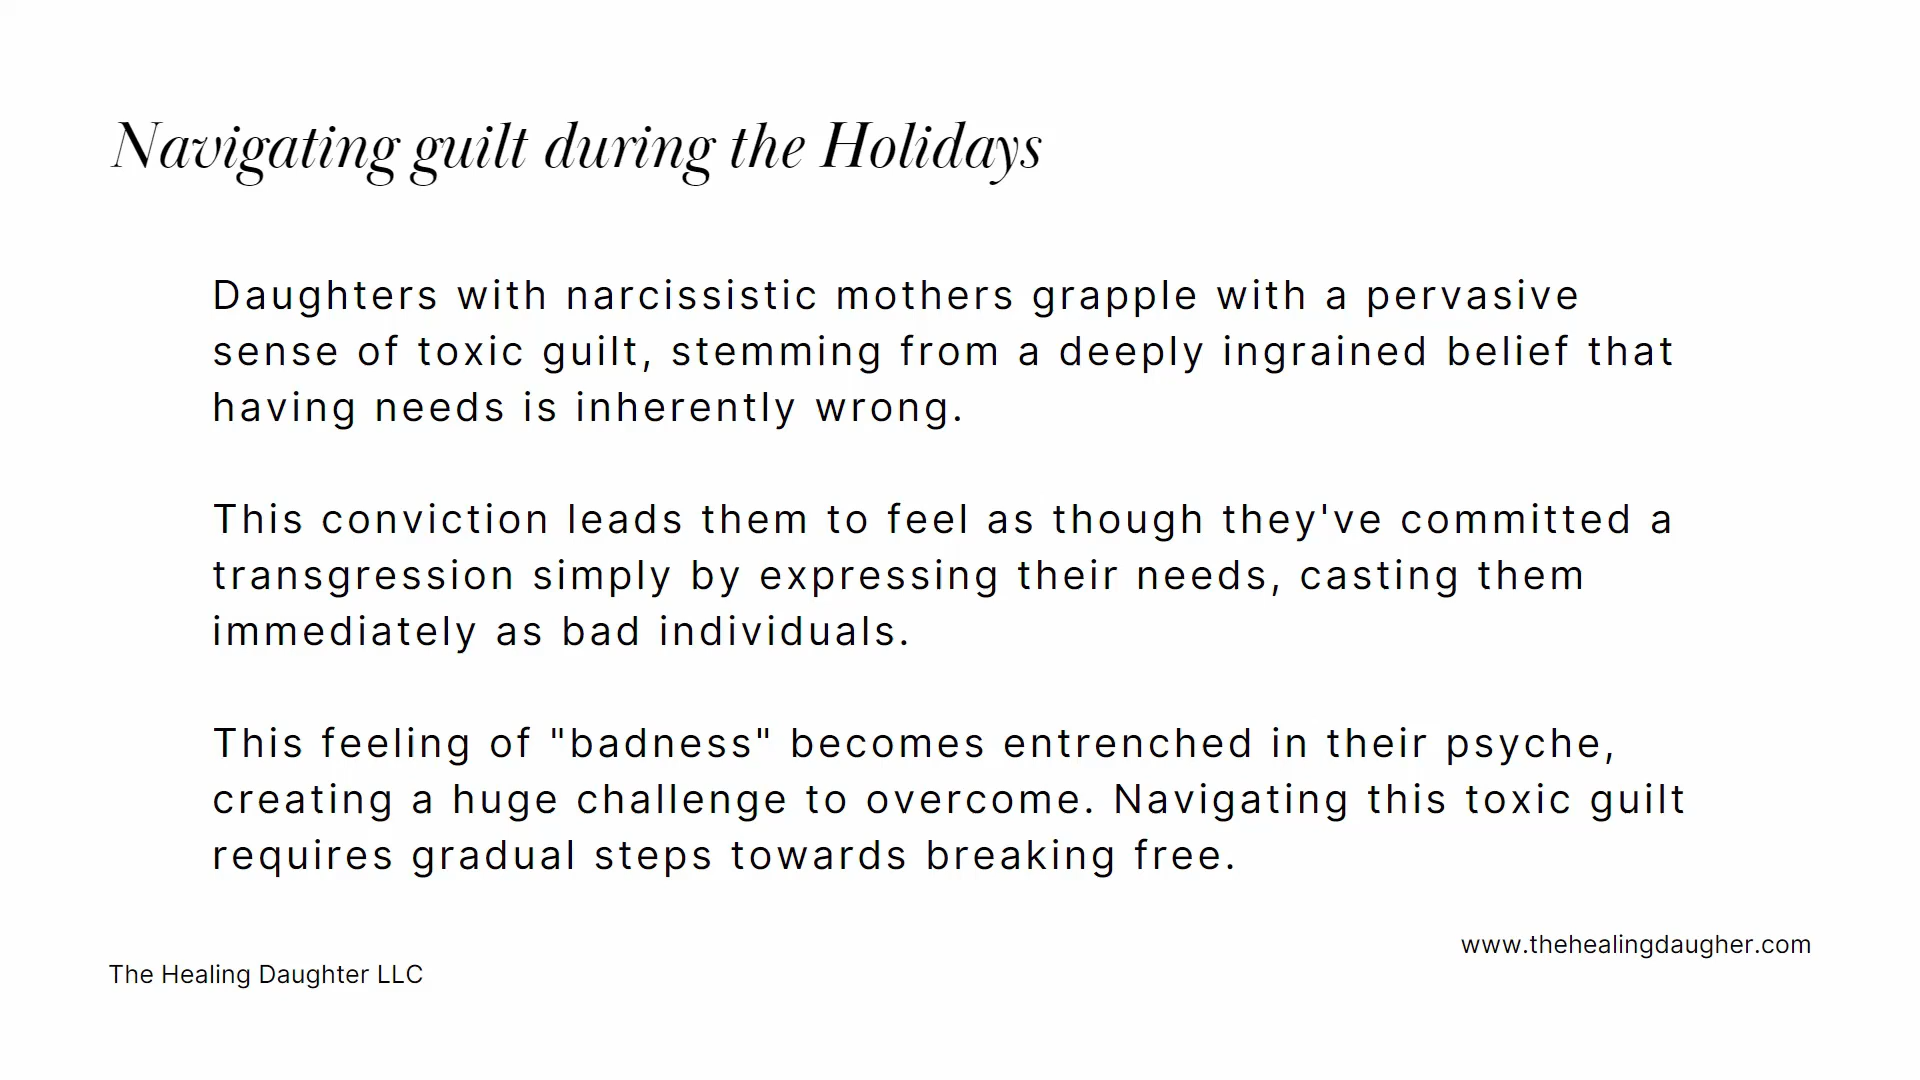 Navigating guilt during the Holidays
Daughters with narcissistic mothers grapple with a pervasive
sense of toxic guilt, stemming from a deeply ingrained belief that
having needs is inherently wrong.
This conviction leads them to feel as though they've committed a
transgression simply by expressing their needs, casting them
immediately as bad individuals.
This feeling of "badness" becomes entrenched in their psyche,
creating a huge challenge to overcome. Navigating this toxic guilt
requires gradual steps towards breaking free.
www.thehealingdaugher.com
The Healing Daughter LLC